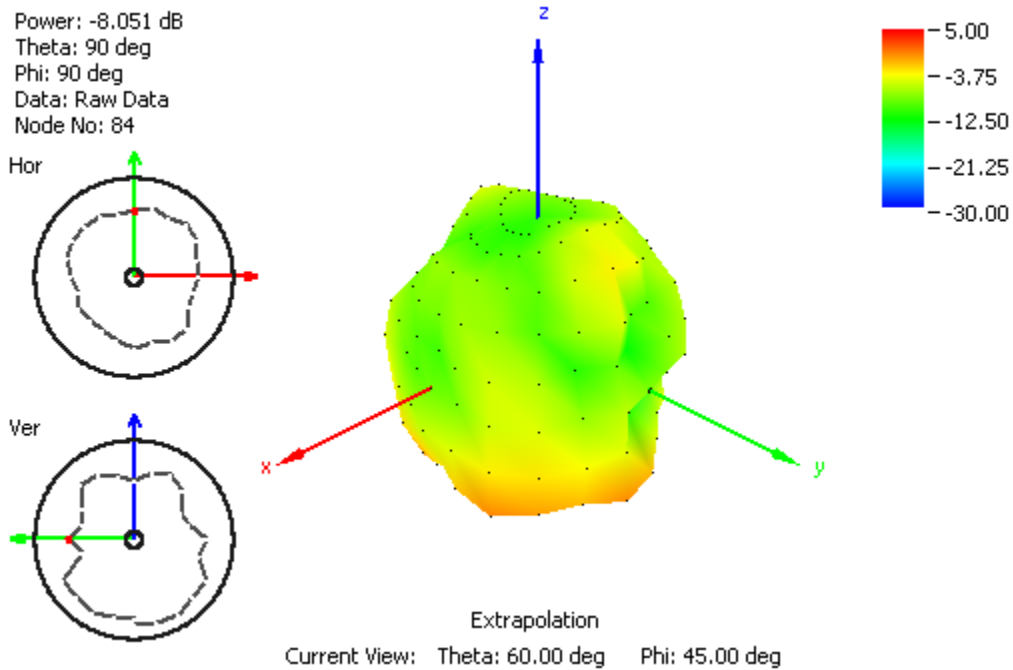 Power: -8.051 dB
Theta: 90 deg
Phi: 90 deg
Data: Raw Data
Node No: 84
Hor
Ver
z
x
y
5.00
-3.75
-12.50
-21.25
-30.00
Extrapolation
Current View: Theta: 60.00 deg Phi: 45.00 deg